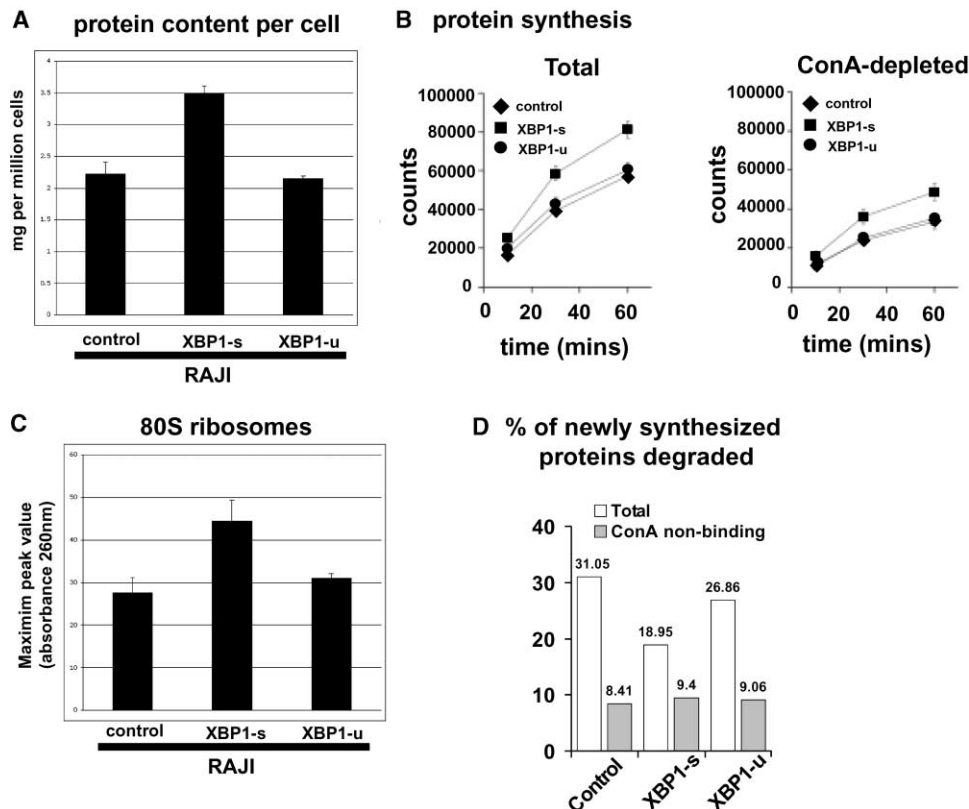 A
protein content per cell
mg per million cells
4
3.5
3
2.5
2
1.5
1
0.5
0
control
XBP1-s
XBP1-u
RAJI
B
protein synthesis
Total
counts
100000
80000
60000
40000
20000
0
control
XBP1-s
XBP1-u
0 20 40 60
time (mins)
ConA-depleted
counts
100000
80000
60000
40000
20000
0
control
XBP1-s
XBP1-u
0 20 40 60
time (mins)
C
80S ribosomes
Maximim peak value
(absorbance 260nm)
60
50
40
30
20
10
0
control
XBP1-s
XBP1-u
RAJI
D
% of newly synthesized
proteins degraded
Total
ConA non-binding
40
30
20
10
0
31.05
8.41
18.95
9.4
26.86
9.06
Control
XBP1-s
XBP1-u